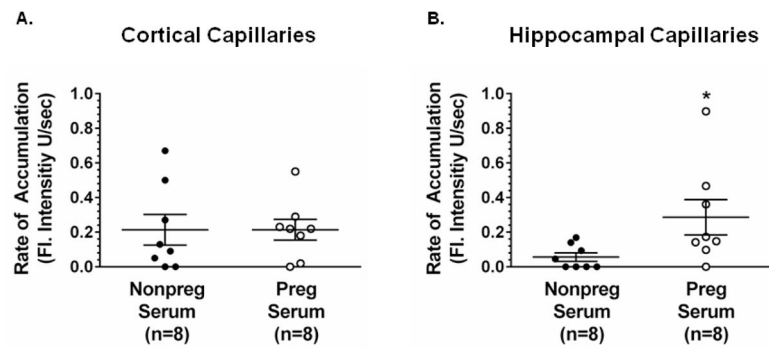 A.
Cortical Capillaries
Rate of Accumulation
(Fl. Intensitiy U/sec)
1.0
0.8
0.6
0.4
0.2
0.0
Nonpreg
Serum
(n=8)
Preg
Serum
(n=8)
B.
Hippocampal Capillaries
Rate of Accumulation
(Fl. Intensitiy U/sec)
1.0
0.8
0.6
0.4
0.2
0.0
*
Nonpreg
Serum
(n=8)
Preg
Serum
(n=8)